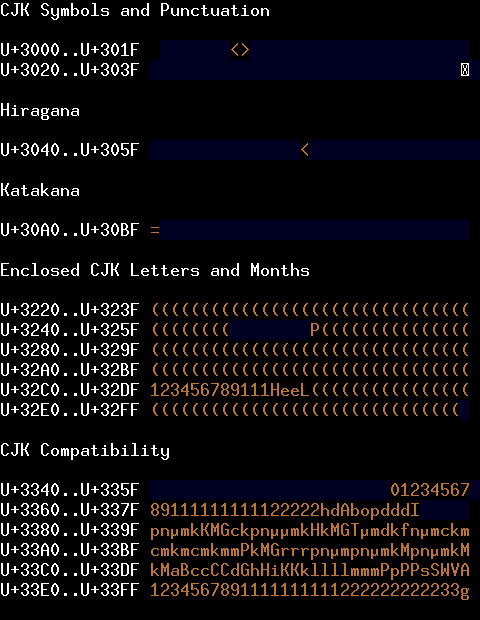 CJK Symbols and Punctuation
U+3000..U+301F <>
U+3020..U+303F 〿
Hiragana
U+3040..U+305F <
Katakana
U+30A0..U+30BF =
Enclosed CJK Letters and Months
U+3220..U+323F ((((((((((((((((((((((((((((((((
U+3240..U+325F ((((((((        P(((((((((((((((
U+3280..U+329F ((((((((((((((((((((((((((((((((
U+32A0..U+32BF ((((((((((((((((((((((((((((((((
U+32C0..U+32DF 123456789111HeeL((((((((((((((((
U+32E0..U+32FF (((((((((((((((((((((((((((((((
CJK Compatibility
U+3340..U+335F 01234567
U+3360..U+337F 89111111111122222hdAbopdddI
U+3380..U+339F pnµmkKMGckpnµµmkHkMGTµmdkfnµmckm
U+33A0..U+33BF cmkmcmkmmPkMGrrrpnµmpnµmkMpnµmkM
U+33C0..U+33DF kMaBccCCdGhHiKKkllllmmmPpPPsSWVA
U+33E0..U+33FF 1234567891111111111222222222233g